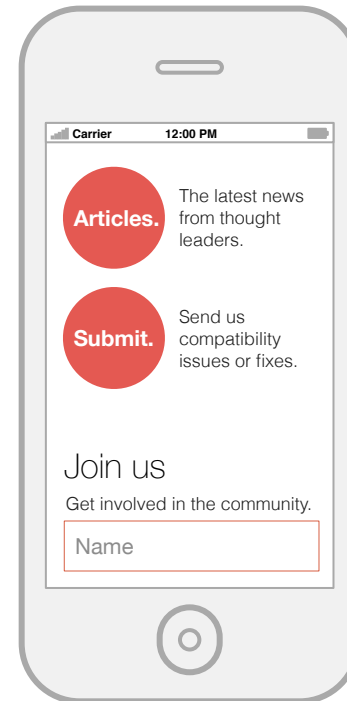 Carrier 12:00 PM
Articles.
The latest news
from thought
leaders.
Submit.
Send us
compatibility
issues or fixes.
Join us
Get involved in the community.
Name